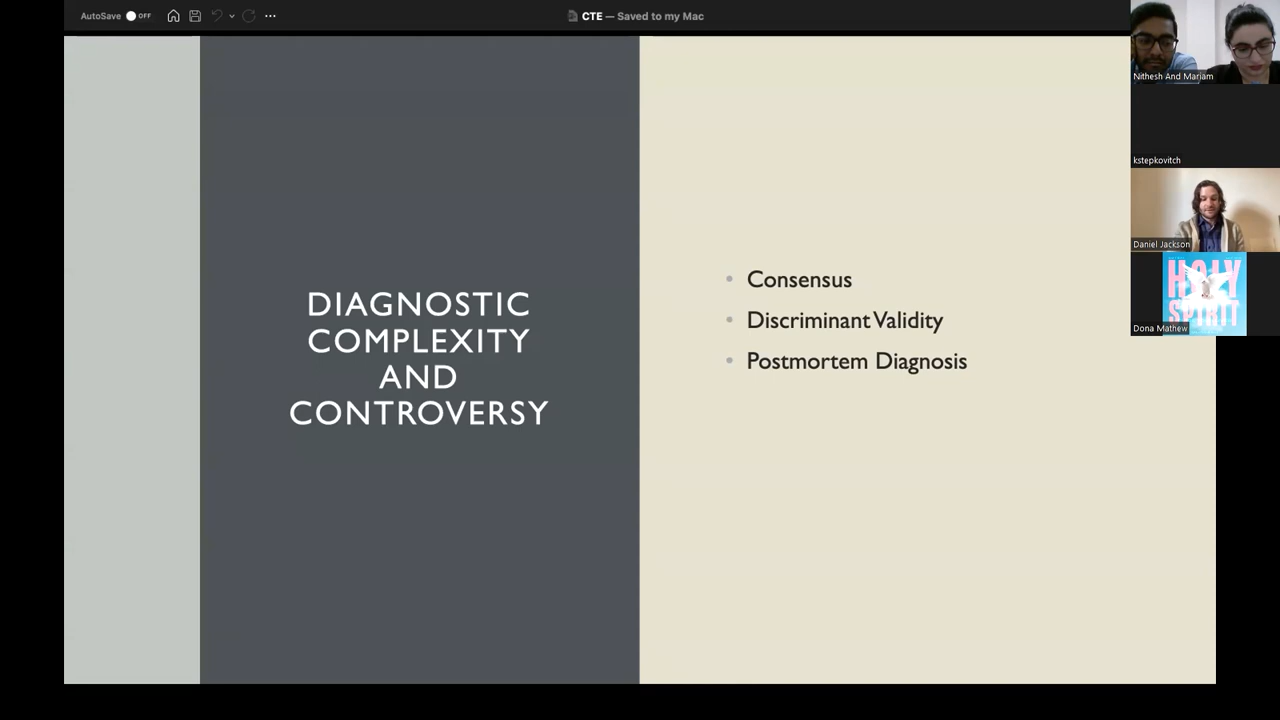 AutoSave OFF
CTE — Saved to my Mac
DIAGNOSTIC
COMPLEXITY
AND
CONTROVERSY
• Consensus
• Discriminant Validity
• Postmortem Diagnosis
Nithesh And Mariam
kstepkovitch
Daniel Jackson
HOLY
SPIRIT
Dona Mathew